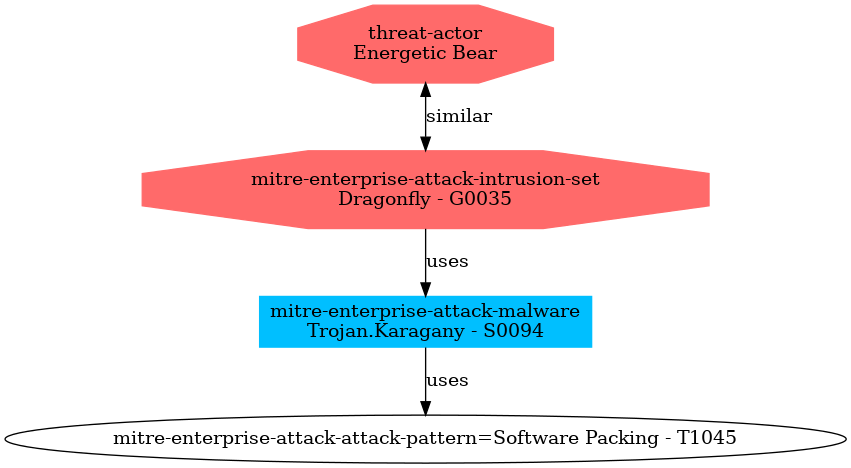 threat-actor
Energetic Bear
similar
mitre-enterprise-attack-intrusion-set
Dragonfly - G0035
uses
mitre-enterprise-attack-malware
Trojan.Karagany - S0094
uses
mitre-enterprise-attack-attack-pattern=Software Packing - T1045